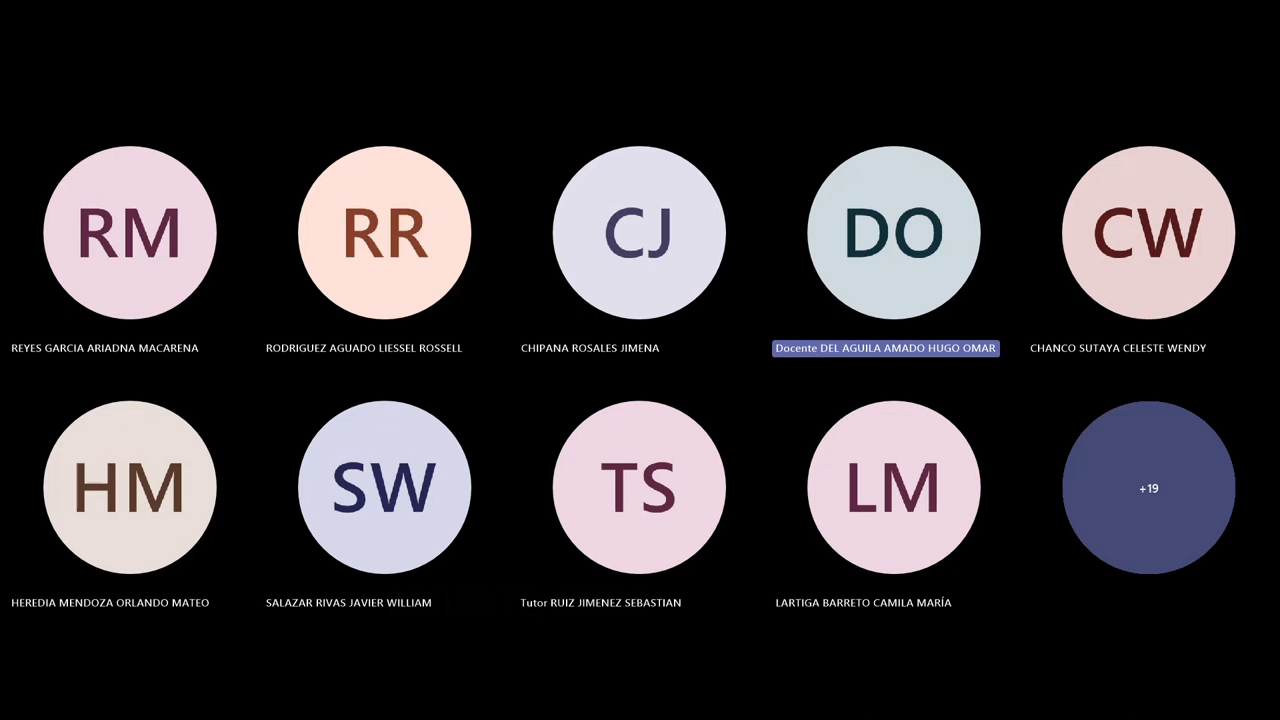 RM
RR
CJ
DO
CW
REYES GARCIA ARIADNA MACARENA
RODRIGUEZ AGUADO LIESSEL ROSSELL
CHIPANA ROSALES JIMENA
Docente DEL AGUILA AMADO HUGO OMAR
CHANCO SUTAYA CELESTE WENDY
HM
SW
TS
LM
+19
HEREDIA MENDOZA ORLANDO MATEO
SALAZAR RIVAS JAVIER WILLIAM
Tutor RUIZ JIMENEZ SEBASTIAN
LARTIGA BARRETO CAMILA MARÍA